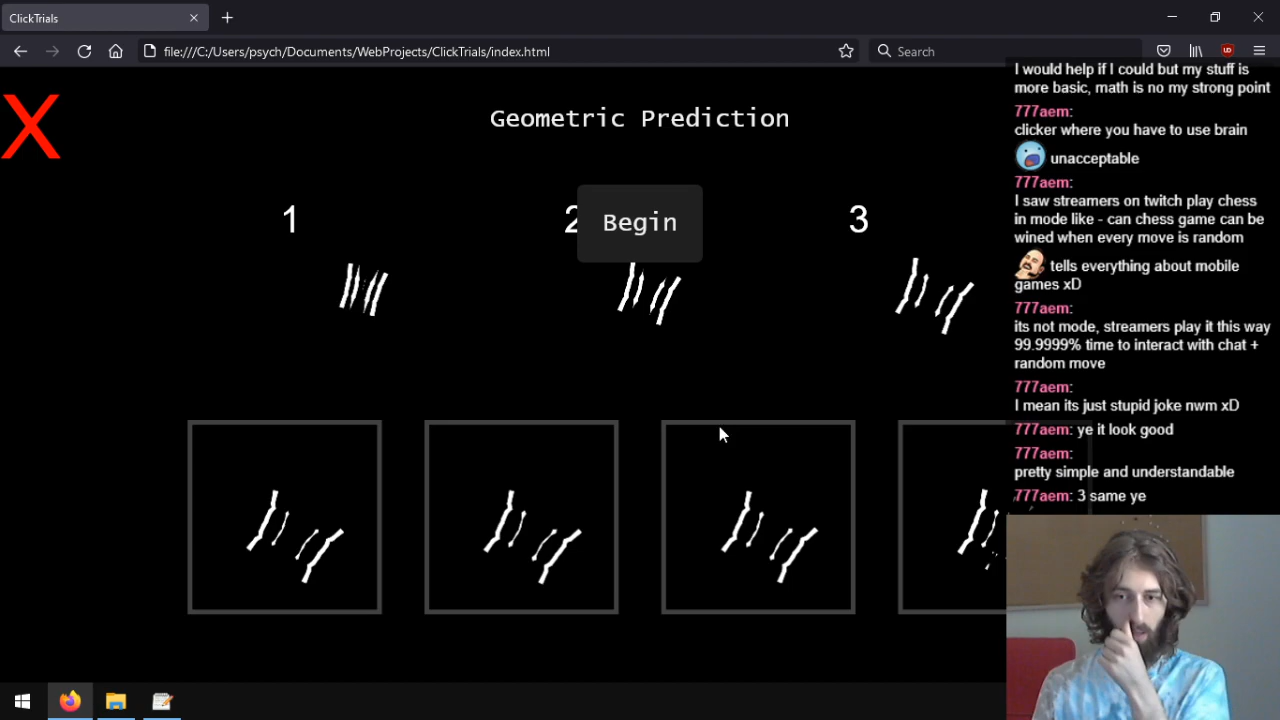 ClickTrials
file:///C:/Users/psych/Documents/WebProjects/ClickTrials/index.html
Search
X
Geometric Prediction
1
2
3
Begin
I would help if I could but my stuff is
more basic, math is no my strong point
777aem:
clicker where you have to use brain
unacceptable
777aem:
I saw streamers on twitch play chess
in mode like - can chess game can be
wined when every move is random
tells everything about mobile
games xD
777aem:
its not mode, streamers play it this way
99.9999% time to interact with chat +
random move
777aem:
I mean its just stupid joke nwm xD
777aem: ye it look good
777aem:
pretty simple and understandable
777aem: 3 same ye